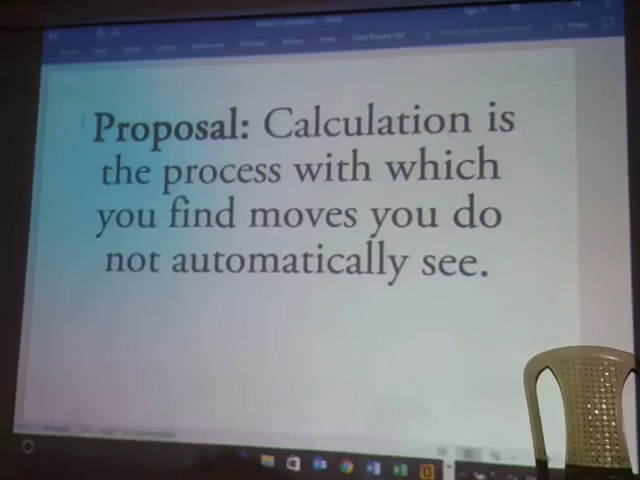 Proposal: Calculation is
the process with which
you find moves you do
not automatically see.